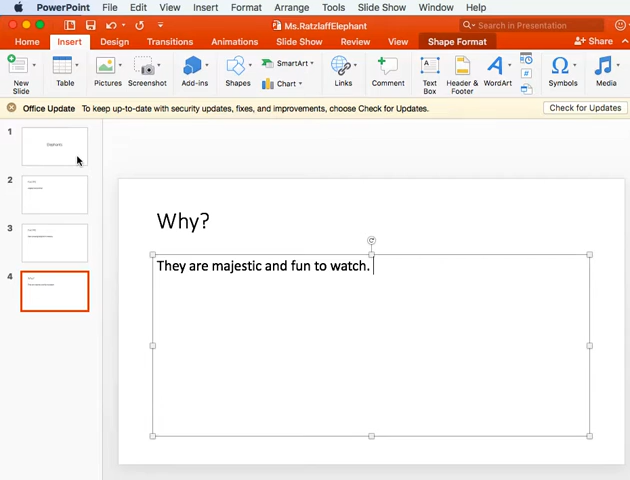 PowerPoint File Edit View Insert Format Arrange Tools Slide Show Window Help
Ms.RatzlaffElephant
Search in Presentation
Home Insert Design Transitions Animations Slide Show Review View Shape Format Share
New Slide
Table
Pictures
Screenshot
Add-ins
Shapes
SmartArt
Chart
Links
Comment
Text Box
Header & Footer
WordArt
Symbols
Media
Office Update To keep up-to-date with security updates, fixes, and improvements, choose Check for Updates. Check for Updates
1
Elephants
2
3
4
Why?
They are majestic and fun to watch.